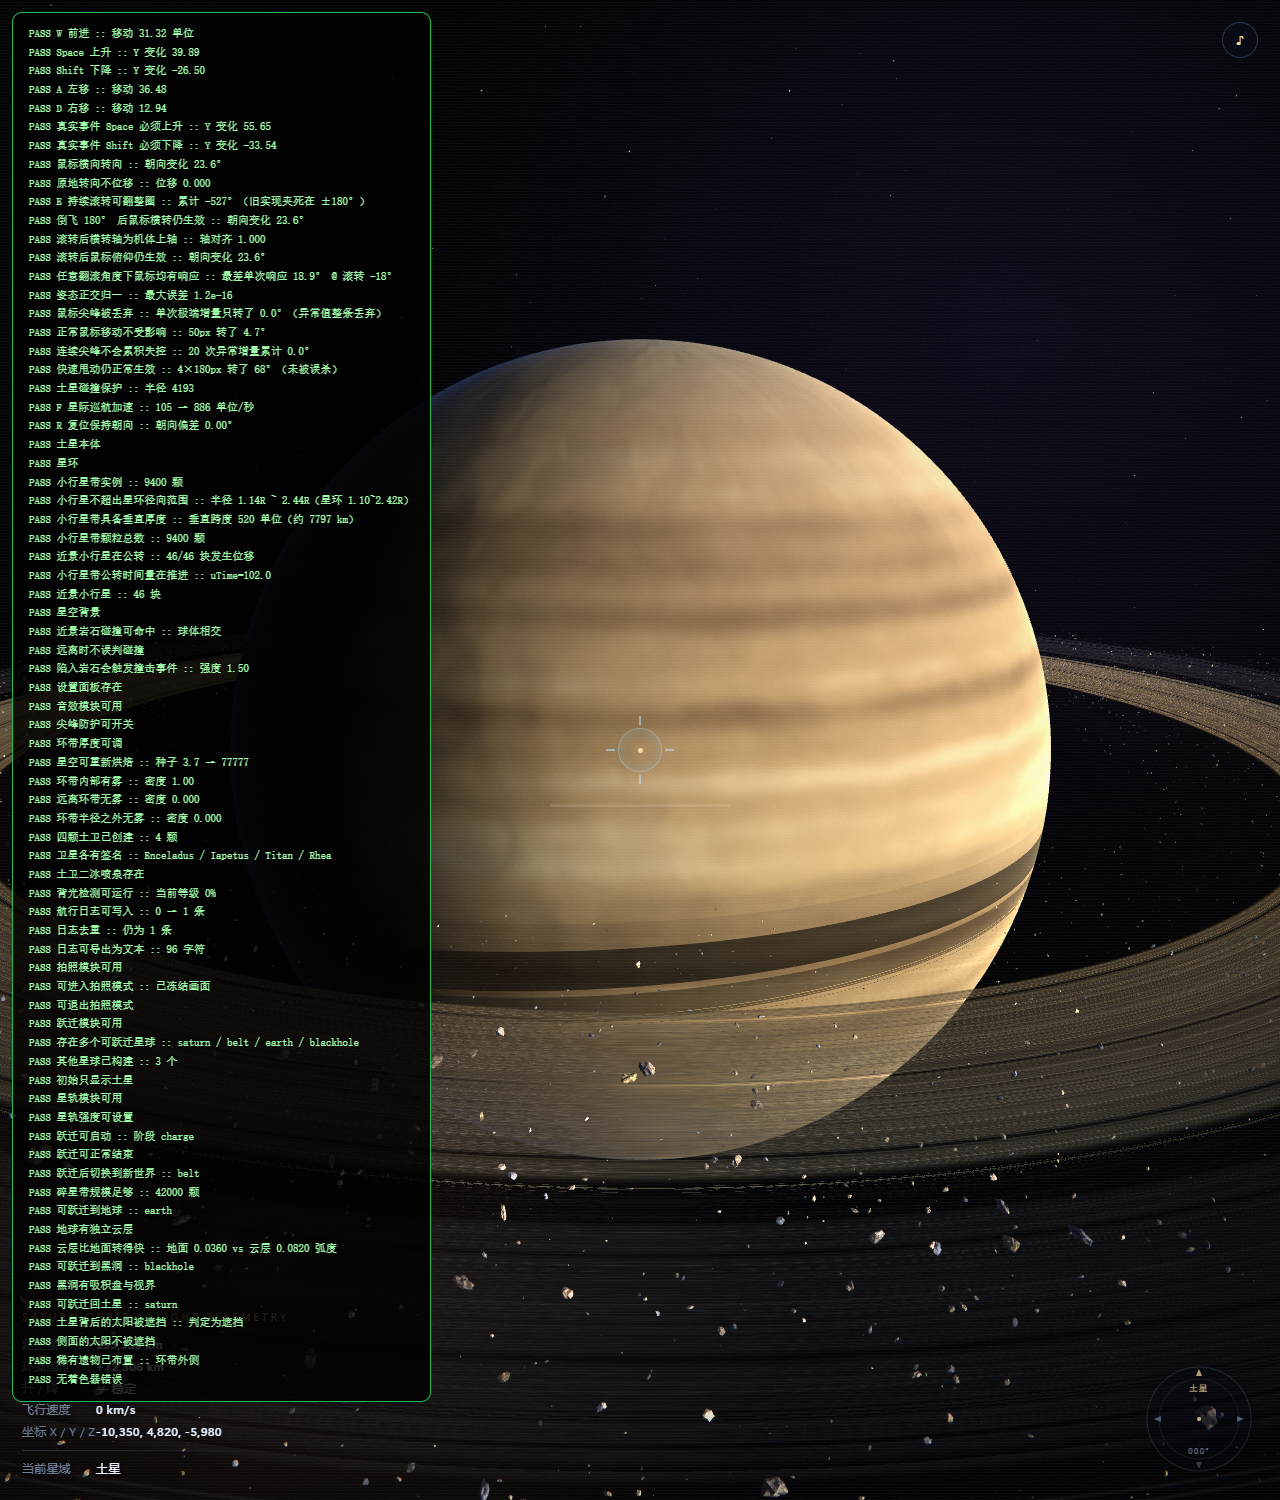 PASS W 前进 :: 移动 31.32 单位
PASS Space 上升 :: Y 变化 39.89
PASS Shift 下降 :: Y 变化 -26.50
PASS A 左移 :: 移动 36.48
PASS D 右移 :: 移动 12.94
PASS 真实事件 Space 必须上升 :: Y 变化 55.65
PASS 真实事件 Shift 必须下降 :: Y 变化 -33.54
PASS 鼠标横向转向 :: 朝向变化 23.6°
PASS 原地转向不位移 :: 位移 0.000
PASS E 持续滚转可翻整圈 :: 累计 -527° (旧实现夹死在 ±180°)
PASS 倒飞 180° 后鼠标横转仍生效 :: 朝向变化 23.6°
PASS 滚转后横转轴为机体上轴 :: 轴对齐 1.000
PASS 滚转后鼠标俯仰仍生效 :: 朝向变化 23.6°
PASS 任意翻滚角度下鼠标均有响应 :: 最差单次响应 18.9° @ 滚转 -18°
PASS 姿态正交归一 :: 最大误差 1.2e-16
PASS 鼠标尖峰被丢弃 :: 单次极端增量只转了 0.0° (异常值整条丢弃)
PASS 正常鼠标移动不受影响 :: 50px 转了 4.7°
PASS 连续尖峰不会累积失控 :: 20 次异常增量累计 0.0°
PASS 快速甩动仍正常生效 :: 4×180px 转了 68° (未被误杀)
PASS 土星碰撞保护 :: 半径 4193
PASS F 星际巡航加速 :: 105 → 886 单位/秒
PASS R 复位保持朝向 :: 朝向偏差 0.00°
PASS 土星本体
PASS 星环
PASS 小行星带实例 :: 9400 颗
PASS 小行星不超出星环径向范围 :: 半径 1.14R ~ 2.44R(星环 1.10~2.42R)
PASS 小行星带具备垂直厚度 :: 垂直跨度 520 单位(约 7797 km)
PASS 小行星带颗粒总数 :: 9400 颗
PASS 近景小行星在公转 :: 46/46 块发生位移
PASS 小行星带公转时间量在推进 :: uTime=102.0
PASS 近景小行星 :: 46 块
PASS 星空背景
PASS 近景岩石碰撞可命中 :: 球体相交
PASS 远离时不误判碰撞
PASS 陷入岩石会触发撞击事件 :: 强度 1.50
PASS 设置面板存在
PASS 音效模块可用
PASS 尖峰防护可开关
PASS 环带厚度可调
PASS 星空可重新烘焙 :: 种子 3.7 → 77777
PASS 环带内部有雾 :: 密度 1.00
PASS 远离环带无雾 :: 密度 0.000
PASS 环带半径之外无雾 :: 密度 0.000
PASS 四颗土卫已创建 :: 4 颗
PASS 卫星各有签名 :: Enceladus / Iapetus / Titan / Rhea
PASS 土卫二冰喷泉存在
PASS 背光检测可运行 :: 当前等级 0%
PASS 航行日志可写入 :: 0 → 1 条
PASS 日志去重 :: 仍为 1 条
PASS 日志可导出为文本 :: 96 字符
PASS 拍照模块可用
PASS 可进入拍照模式 :: 已冻结画面
PASS 可退出拍照模式
PASS 跃迁模块可用
PASS 存在多个可跃迁星球 :: saturn / belt / earth / blackhole
PASS 其他星球已构建 :: 3 个
PASS 初始只显示土星
PASS 星轨模块可用
PASS 星轨强度可设置
PASS 跃迁可启动 :: 阶段 charge
PASS 跃迁可正常结束
PASS 跃迁后切换到新世界 :: belt
PASS 碎星带规模足够 :: 42000 颗
PASS 可跃迁到地球 :: earth
PASS 地球有独立云层
PASS 云层比地面转得快 :: 地面 0.0360 vs 云层 0.0820 弧度
PASS 可跃迁到黑洞 :: blackhole
PASS 黑洞有吸积盘与视界
PASS 可跃迁回土星 :: saturn
PASS 土星背后的太阳被遮挡 :: 判定为遮挡
PASS 侧面的太阳不被遮挡
PASS 稀有遗物已布置 :: 环带外侧
PASS 无着色器错误
升 / 降 稳定
飞行速度 0 km/s
坐标 X / Y / Z -10,350, 4,820, -5,980
当前星域 土星
♪
土星
000°